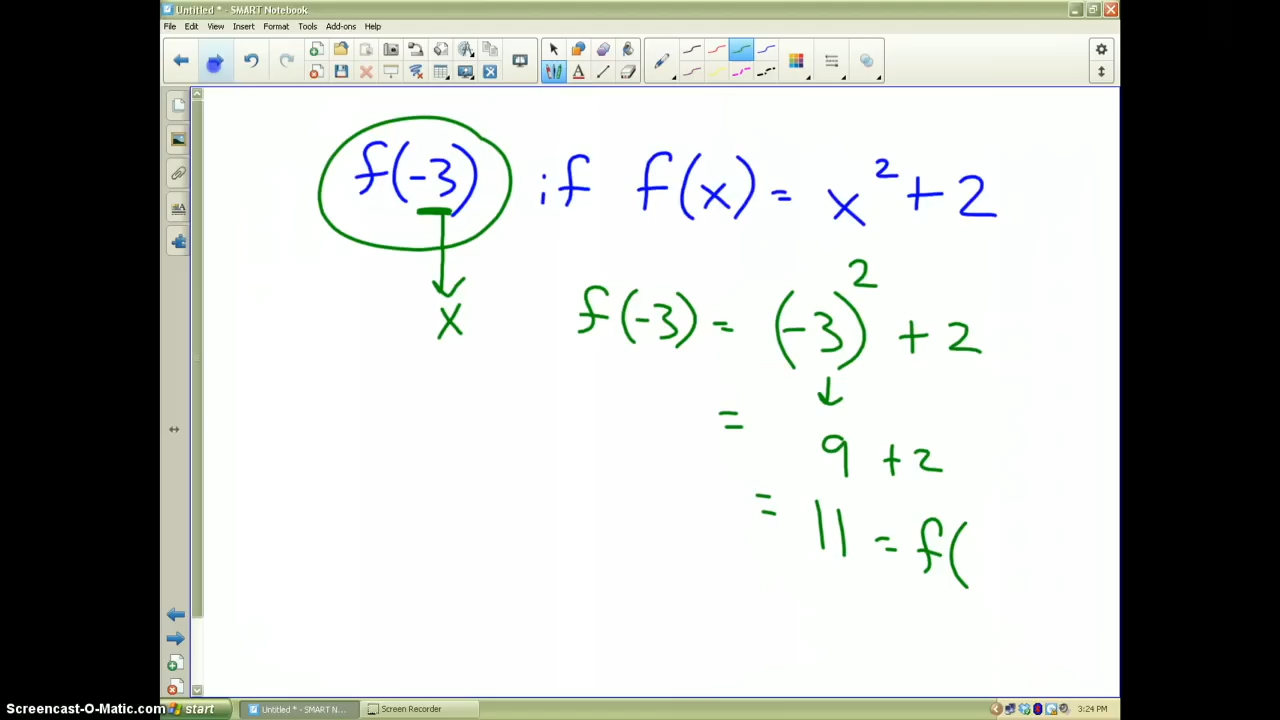 Untitled * - SMART Notebook
File Edit View Insert Format Tools Add-ons Help
f(-3) if f(x) = x² + 2
x
f(-3) = (-3)² + 2
= 9 + 2
= 11 = f(
Screencast-O-Matic.com
start Untitled * - SMART N... Screen Recorder 3:24 PM